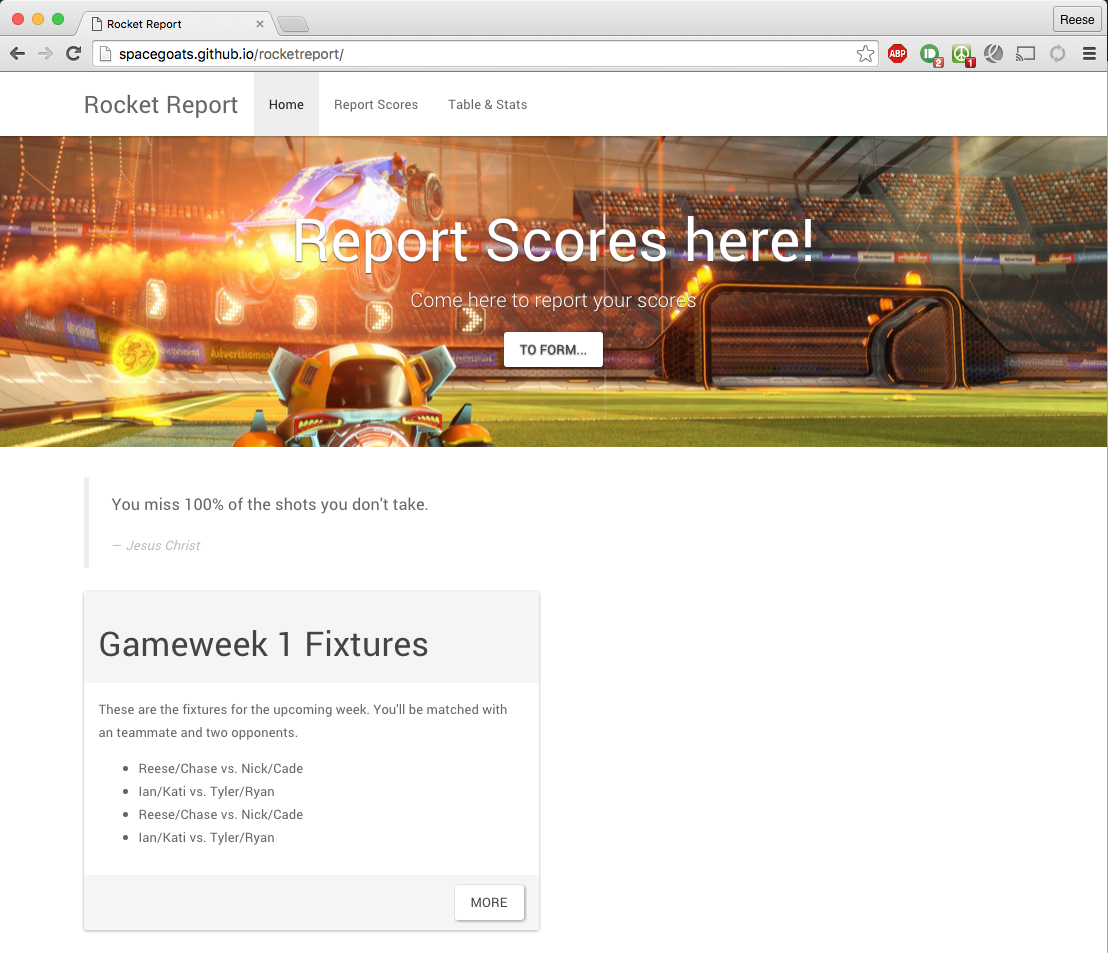 Rocket Report
Reese
spacegoats.github.io/rocketreport/
ABP
2
1
Rocket Report
Home
Report Scores
Table & Stats
Report Scores here!
Come here to report your scores
TO FORM...
Advertisement
Advertisement
Advertisement
You miss 100% of the shots you don't take.
— Jesus Christ
Gameweek 1 Fixtures
These are the fixtures for the upcoming week. You'll be matched with
an teammate and two opponents.
• Reese/Chase vs. Nick/Cade
• Ian/Kati vs. Tyler/Ryan
• Reese/Chase vs. Nick/Cade
• Ian/Kati vs. Tyler/Ryan
MORE